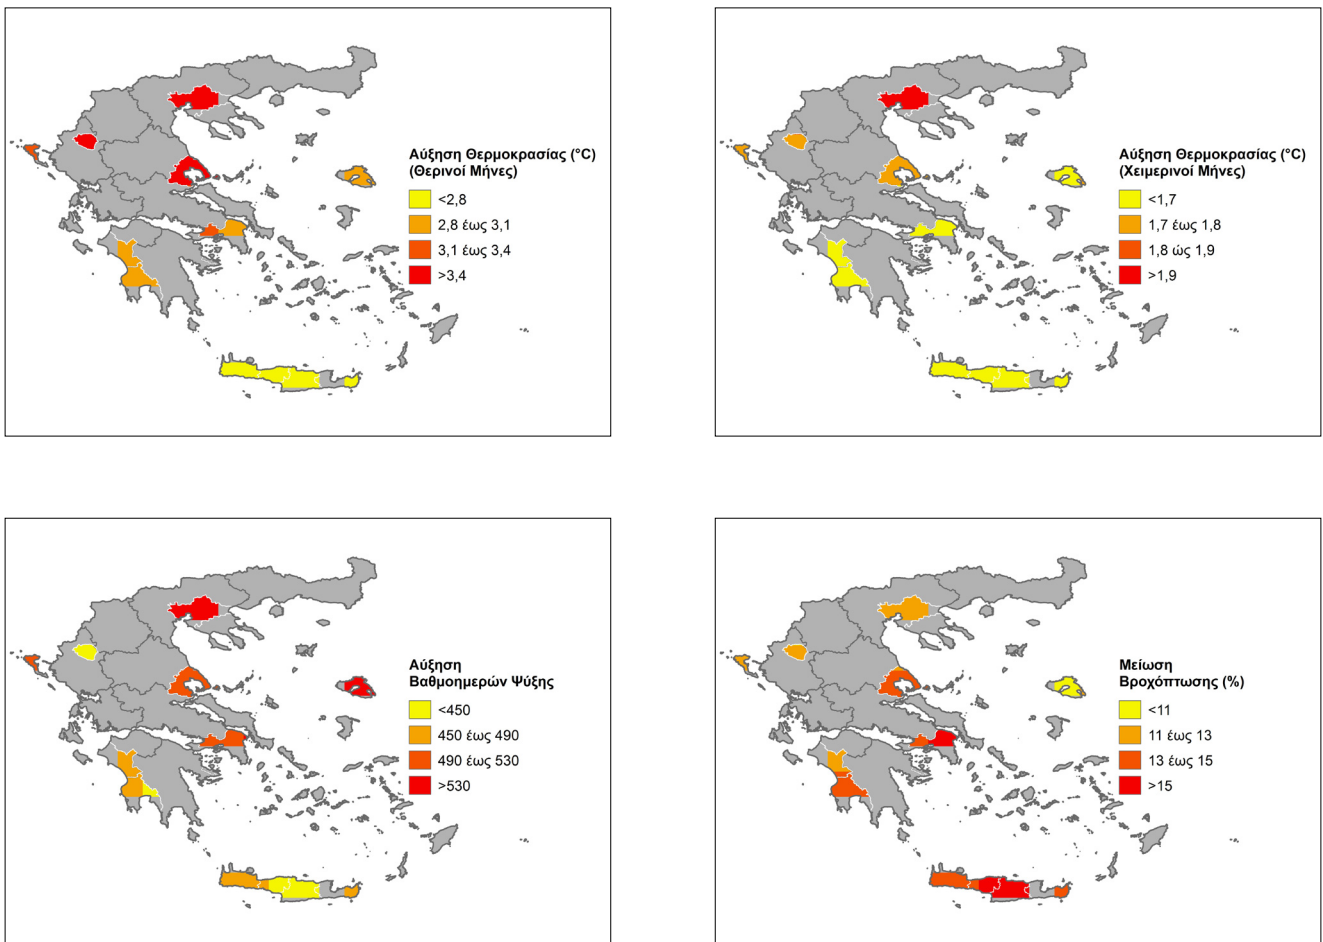 Αύξηση Θερμοκρασίας (°C)
(Θερινοί Μήνες)
<2,8
2,8 έως 3,1
3,1 έως 3,4
>3,4
Αύξηση Θερμοκρασίας (°C)
(Χειμερινοί Μήνες)
<1,7
1,7 έως 1,8
1,8 ώς 1,9
>1,9
Αύξηση
Βαθμοημερών Ψύξης
<450
450 έως 490
490 έως 530
>530
Μείωση
Βροχόπτωσης (%)
<11
11 έως 13
13 έως 15
>15